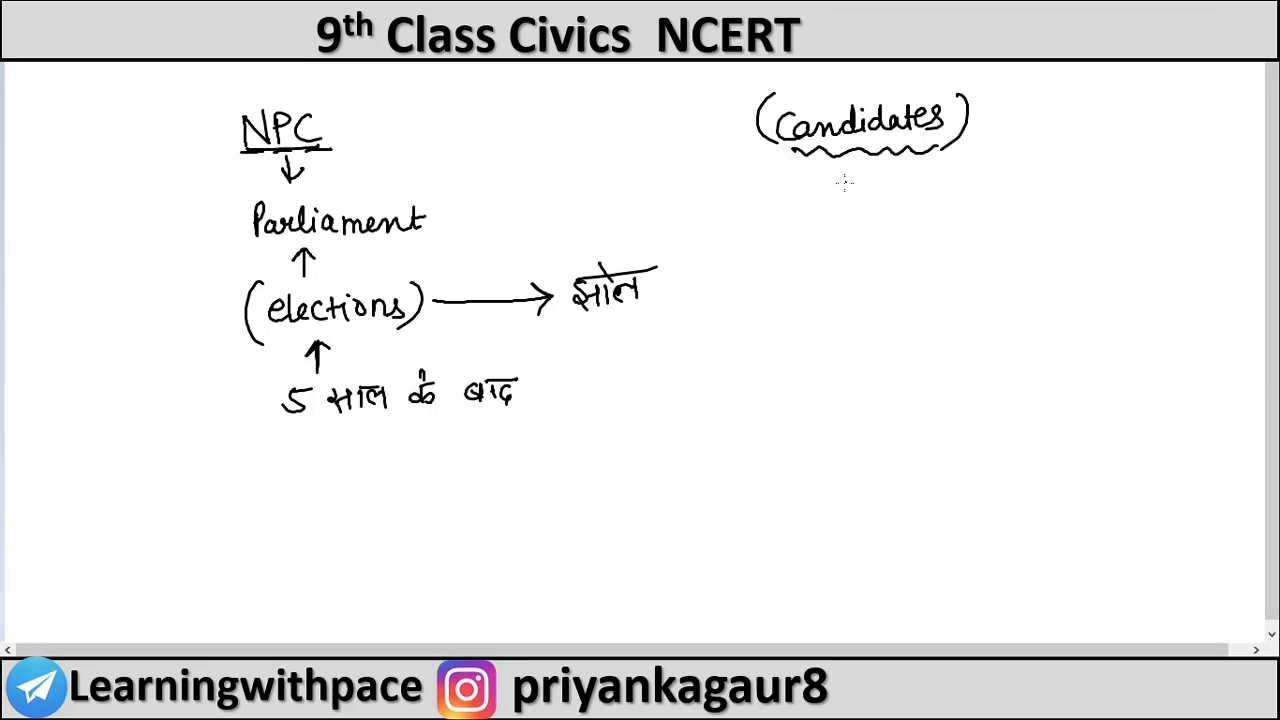 9th Class Civics NCERT
NPC
(Candidates)
Parliament
(elections) झोल
5 साल के बाद
Learningwithpace priyankagaur8